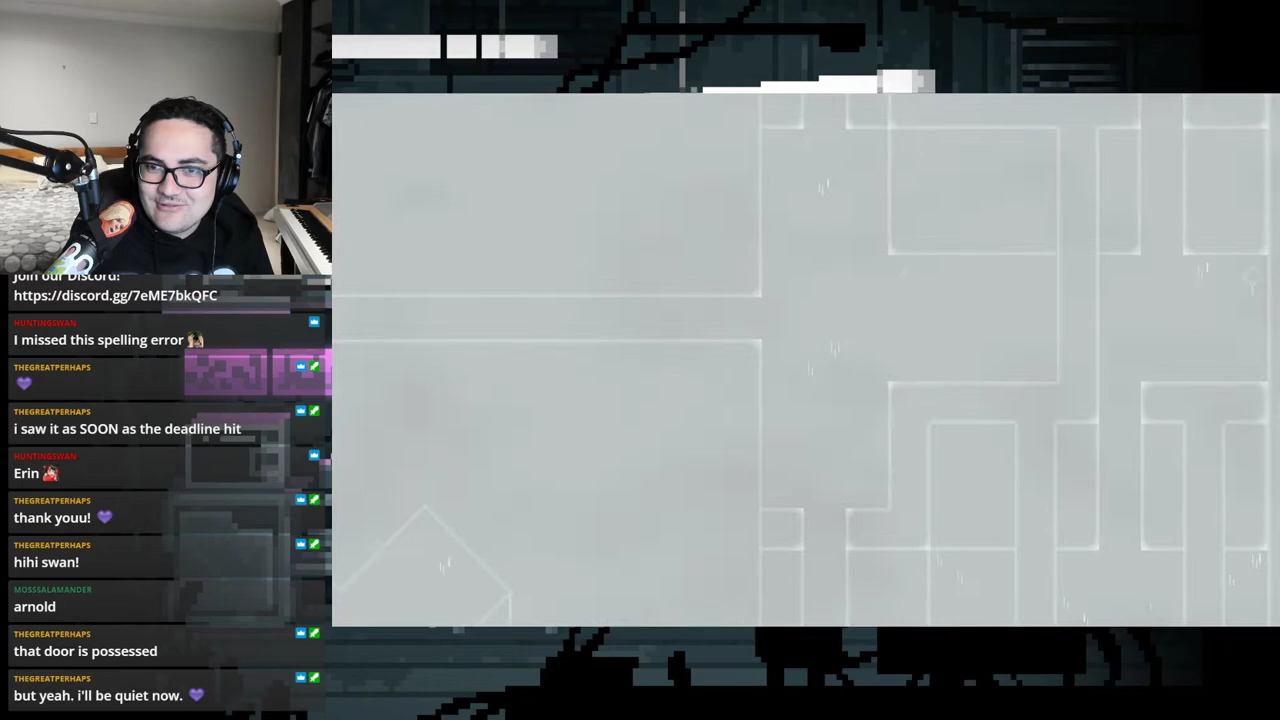 Join our Discord!
https://discord.gg/7eME7bkQFC
HUNTINGSWAN
I missed this spelling error
THEGREATPERHAPS
THEGREATPERHAPS
i saw it as SOON as the deadline hit
HUNTINGSWAN
Erin
THEGREATPERHAPS
thank youu!
THEGREATPERHAPS
hihi swan!
MOSSSALAMANDER
arnold
THEGREATPERHAPS
that door is possessed
THEGREATPERHAPS
but yeah. i'll be quiet now.